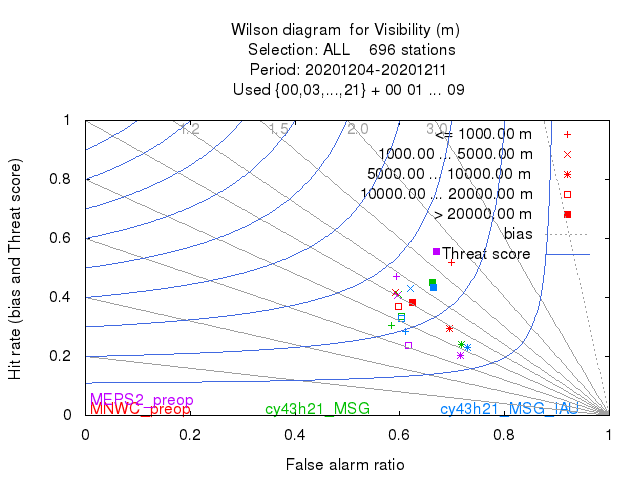 Wilson diagram for Visibility (m)
Selection: ALL 696 stations
Period: 20201204-20201211
Used {00,03,...,21} + 00 01 ... 09
Hit rate (bias and Threat score)
1
0.8
0.6
0.4
0.2
0
1.2
1.5
2.0
3.0
<= 1000.00 m
1000.00 ... 5000.00 m
5000.00 ... 10000.00 m
10000.00 ... 20000.00 m
> 20000.00 m
bias
Threat score
MEPS2_preop
MNWC_preop
cy43h21_MSG
cy43h21_MSG_IAU
0
0.2
0.4
0.6
0.8
1
False alarm ratio